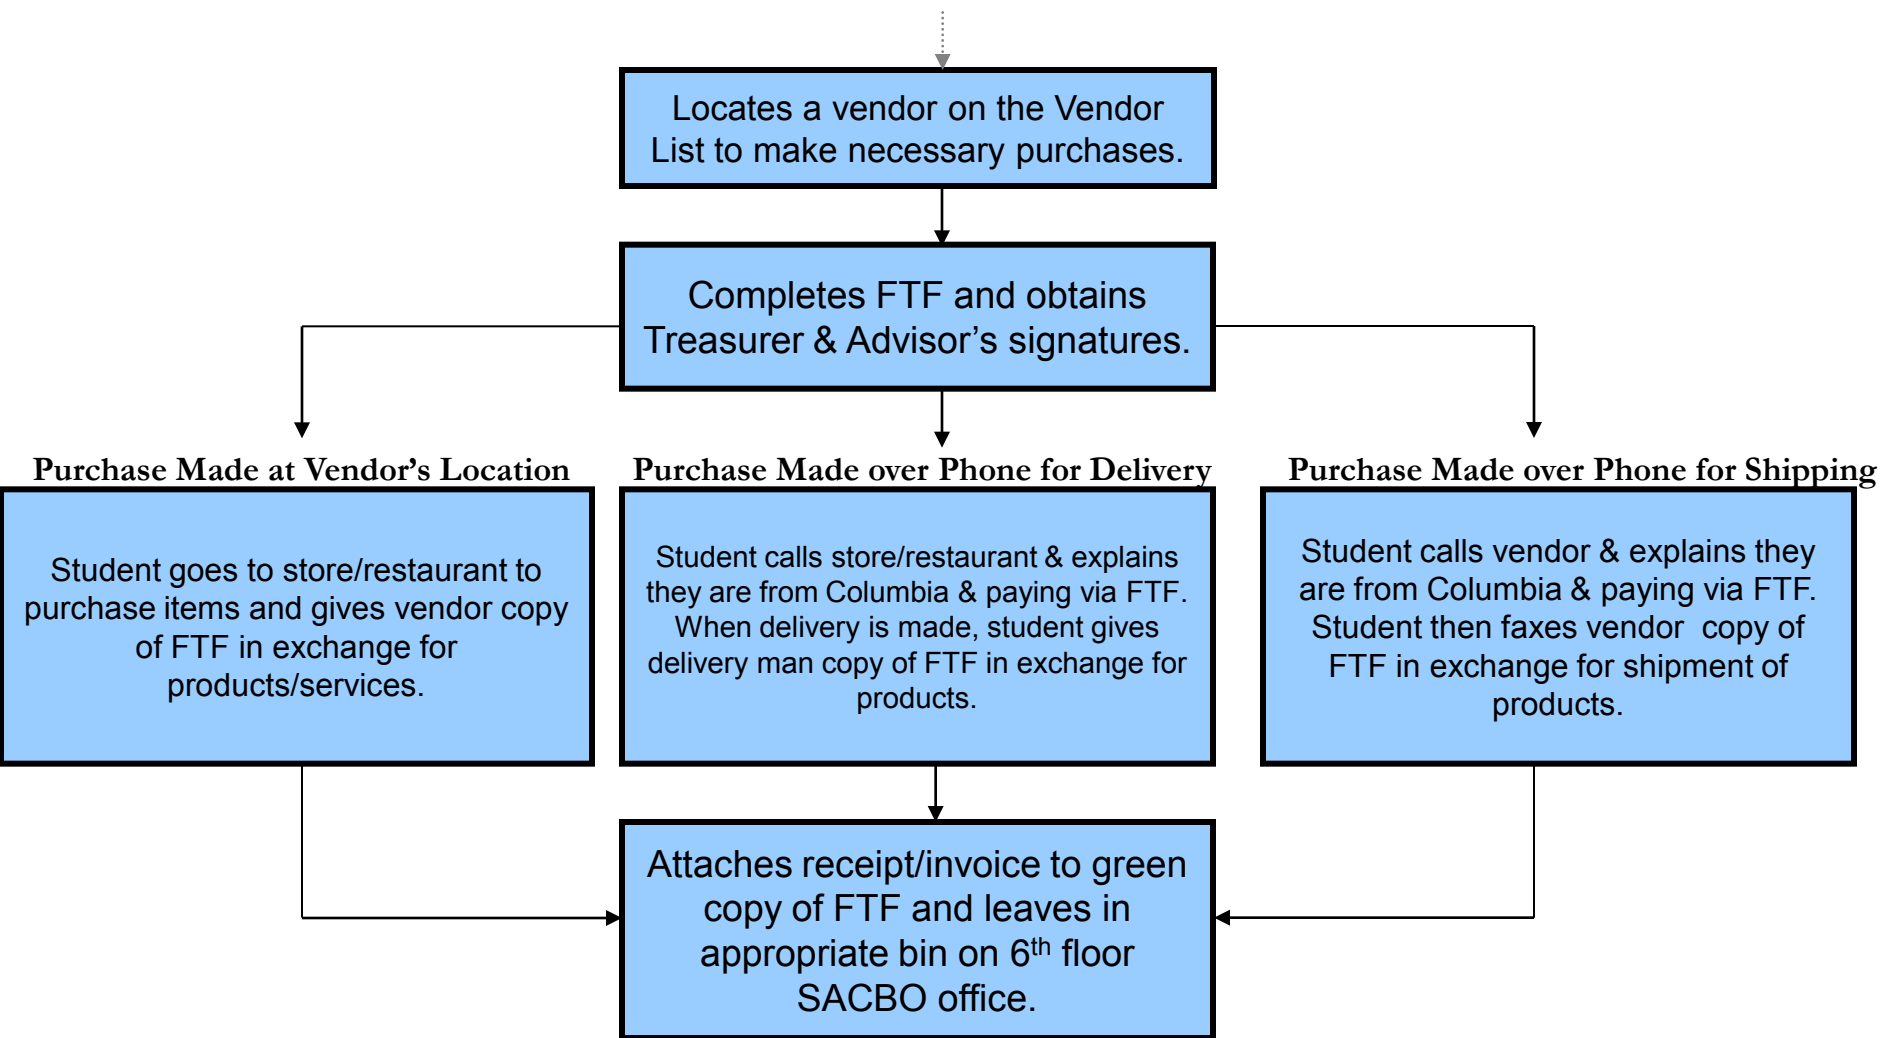 Locates a vendor on the Vendor
List to make necessary purchases.
Completes FTF and obtains
Treasurer & Advisor’s signatures.
Purchase Made at Vendor’s Location
Student goes to store/restaurant to
purchase items and gives vendor copy
of FTF in exchange for
products/services.
Purchase Made over Phone for Delivery
Student calls store/restaurant & explains
they are from Columbia & paying via FTF.
When delivery is made, student gives
delivery man copy of FTF in exchange for
products.
Purchase Made over Phone for Shipping
Student calls vendor & explains they
are from Columbia & paying via FTF.
Student then faxes vendor  copy of
FTF in exchange for shipment of
products.
Attaches receipt/invoice to green
copy of FTF and leaves in
appropriate bin on 6th floor
SACBO office.